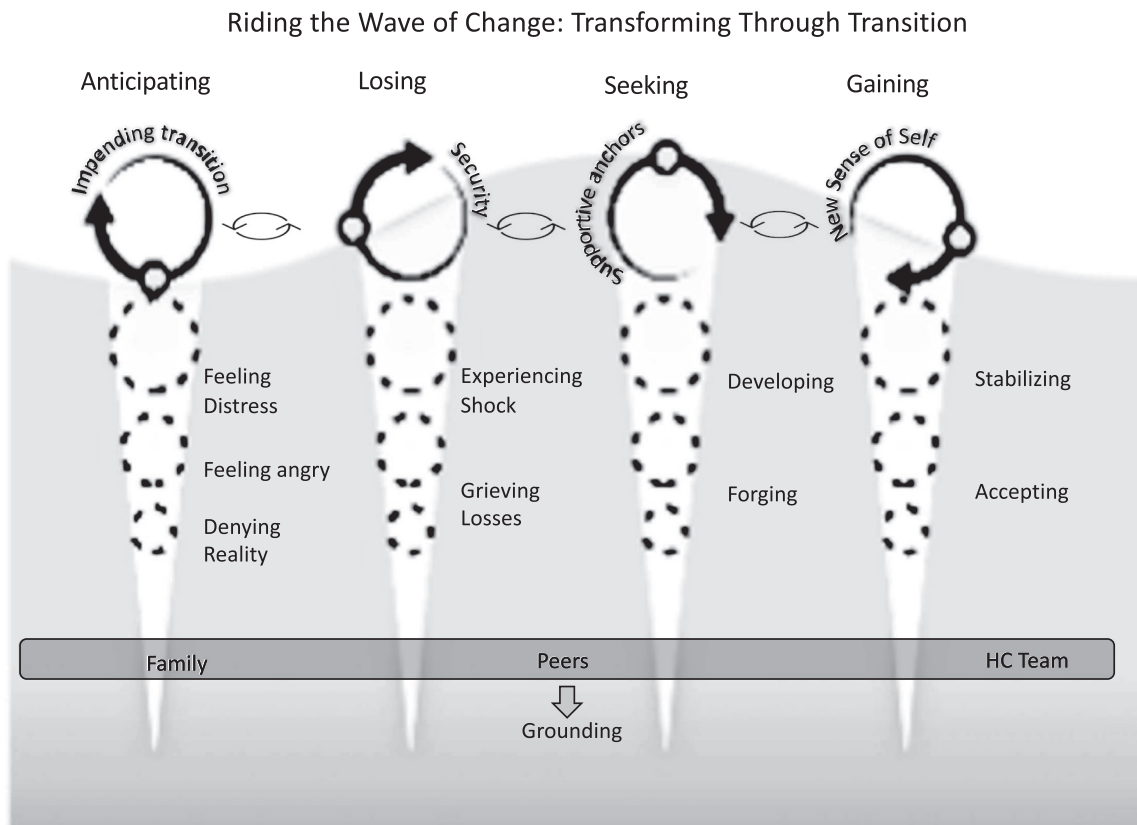 Riding the Wave of Change: Transforming Through Transition
Anticipating
Losing
Seeking
Gaining
Impending transition
Security
Supportive anchors
New Sense of Self
Feeling
Distress
Feeling angry
Denying
Reality
Experiencing
Shock
Grieving
Losses
Developing
Forging
Stabilizing
Accepting
Family
Peers
HC Team
Grounding